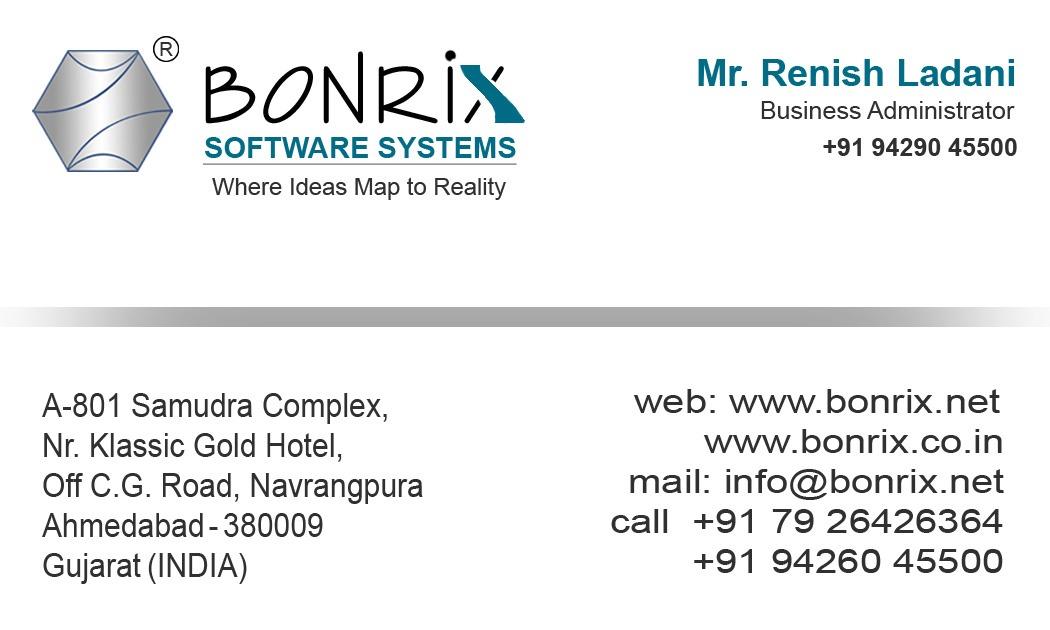 ®
BONRiX
SOFTWARE SYSTEMS
Where Ideas Map to Reality
Mr. Renish Ladani
Business Administrator
+91 94290 45500
A-801 Samudra Complex,
Nr. Klassic Gold Hotel,
Off C.G. Road, Navrangpura
Ahmedabad - 380009
Gujarat (INDIA)
web: www.bonrix.net
www.bonrix.co.in
mail: info@bonrix.net
call +91 79 26426364
+91 94260 45500